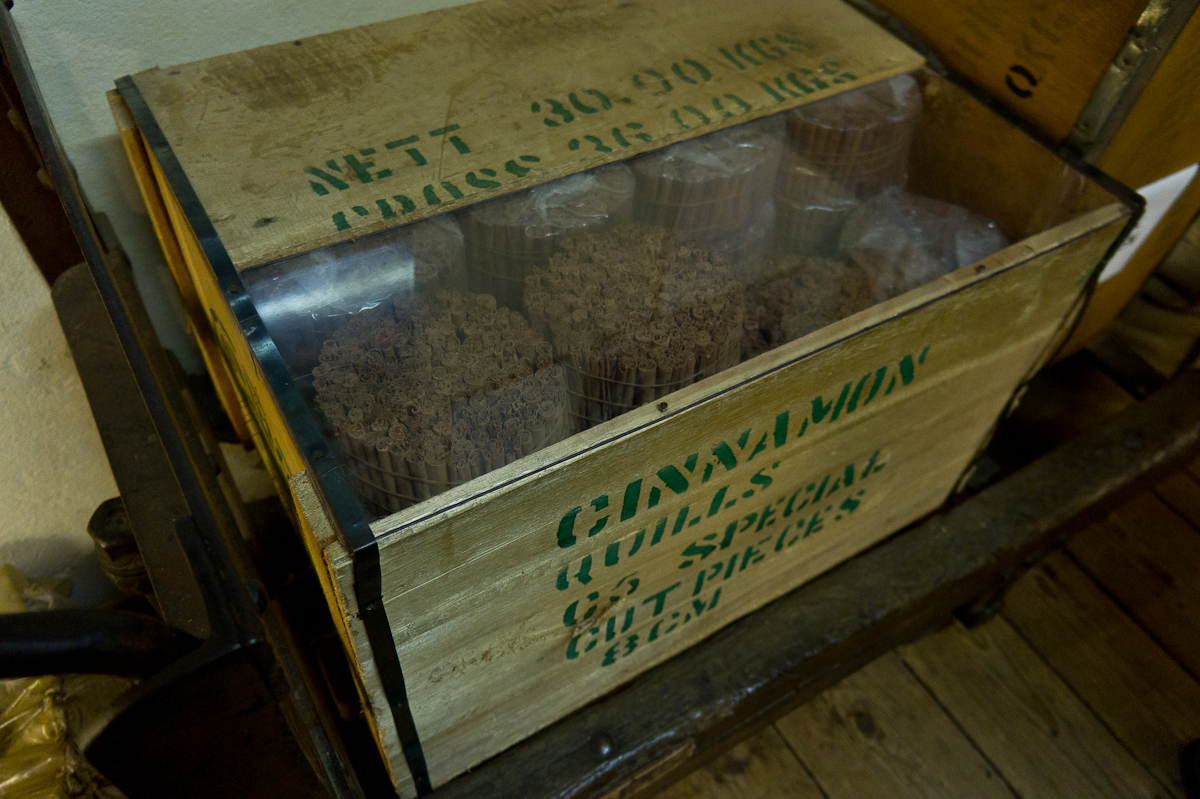 NETT 30.90 KGS
GROSS 36.00 KGS
CINNAMON
QUILLS
C5 SPECIAL
CUT PIECES
8CM